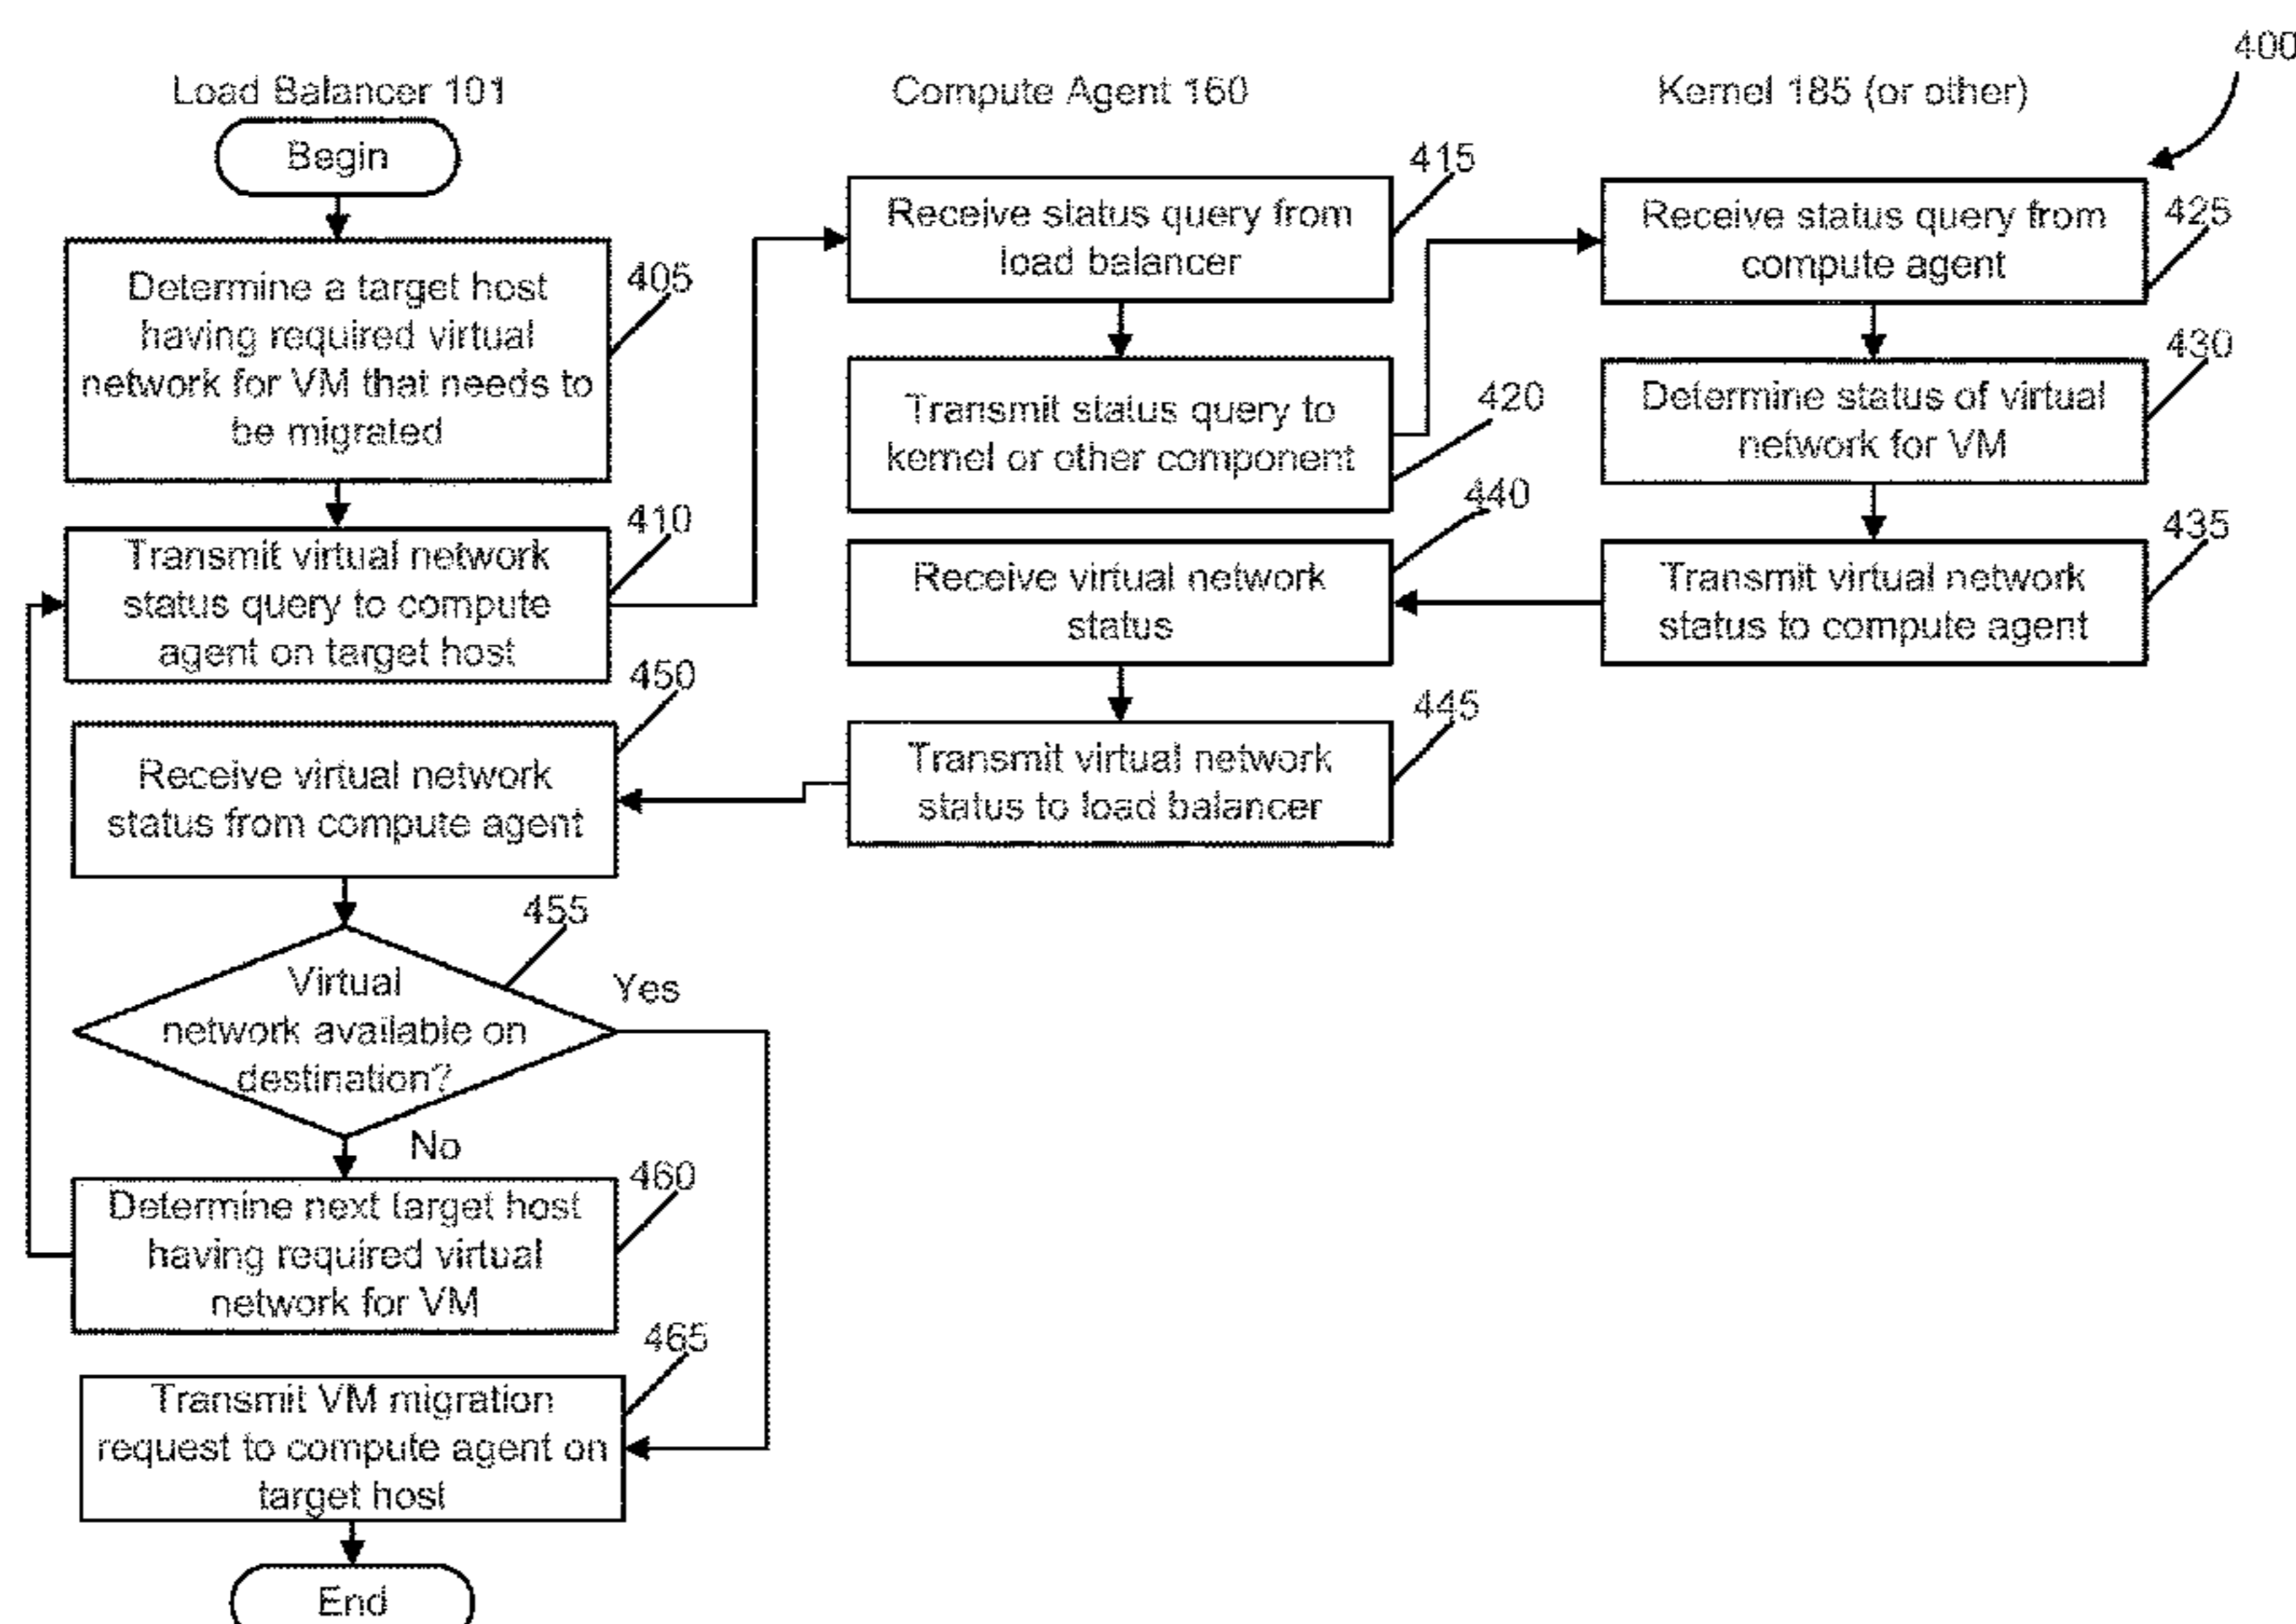 400
Load Balancer 101
Begin
405
Determine a target host
having required virtual
network for VM that needs to
be migrated
410
Transmit virtual network
status query to compute
agent on target host
450
Receive virtual network
status from compute agent
455
Virtual
network available on
destination?
Yes
No
460
Determine next target host
having required virtual
network for VM
465
Transmit VM migration
request to compute agent on
target host
End
Compute Agent 160
415
Receive status query from
load balancer
420
Transmit status query to
kernel or other component
440
Receive virtual network
status
445
Transmit virtual network
status to load balancer
Kernel 185 (or other)
425
Receive status query from
compute agent
430
Determine status of virtual
network for VM
435
Transmit virtual network
status to compute agent